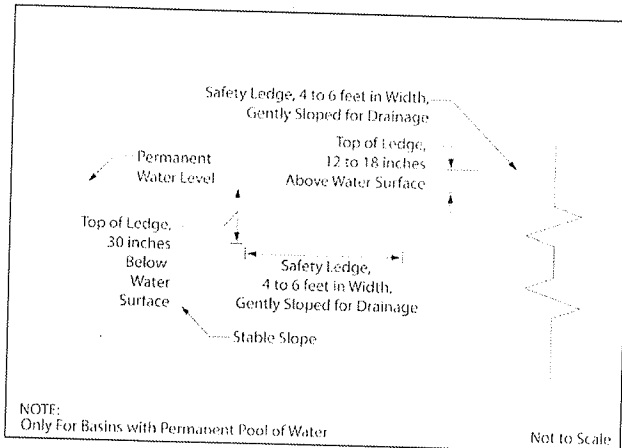 Safety Ledge, 4 to 6 feet in Width,
Gently Sloped for Drainage
Top of Ledge,
12 to 18 inches
Above Water Surface
Permanent
Water Level
Top of Ledge,
30 inches
Below
Water
Surface
Safety Ledge,
4 to 6 feet in Width,
Gently Sloped for Drainage
Stable Slope
NOTE:
Only For Basins with Permanent Pool of Water
Not to Scale